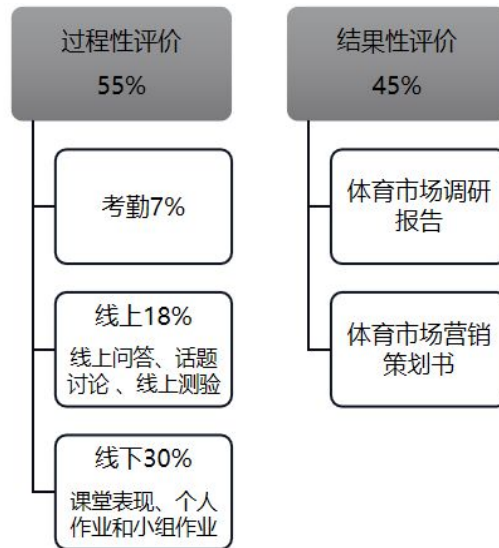 过程性评价
55%
考勤7%
线上18%
线上问答、话题
讨论 、线上测验
线下30%
课堂表现、个人
作业和小组作业
结果性评价
45%
体育市场调研
报告
体育市场营销
策划书